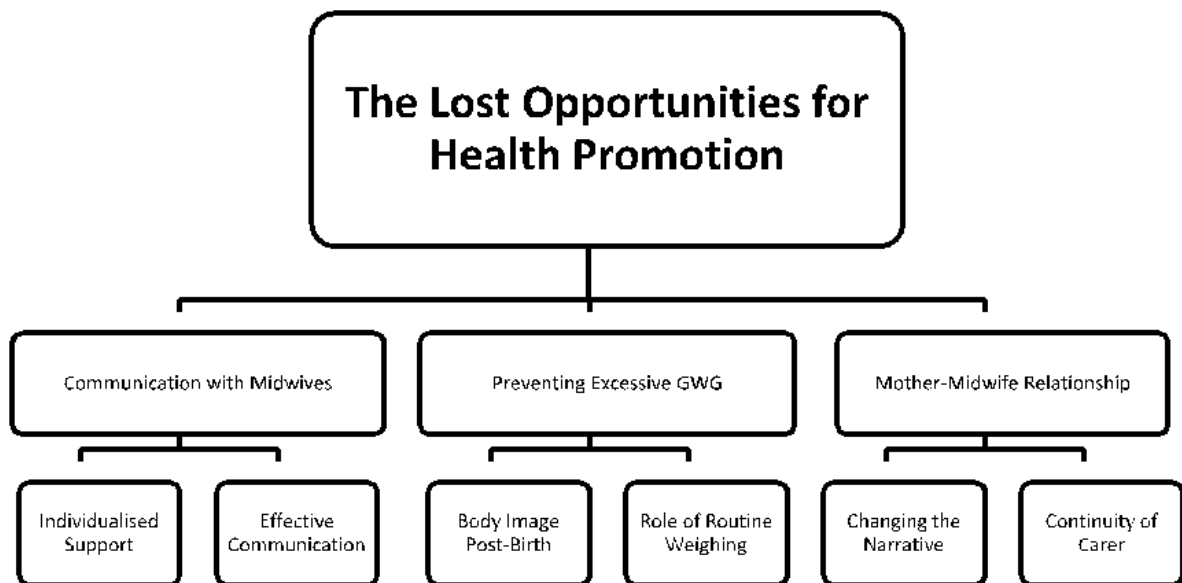 The Lost Opportunities for
Health Promotion
Communication with Midwives
Preventing Excessive GWG
Mother-Midwife Relationship
Individualised
Support
Effective
Communication
Body Image
Post-Birth
Role of Routine
Weighing
Changing the
Narrative
Continuity of
Carer